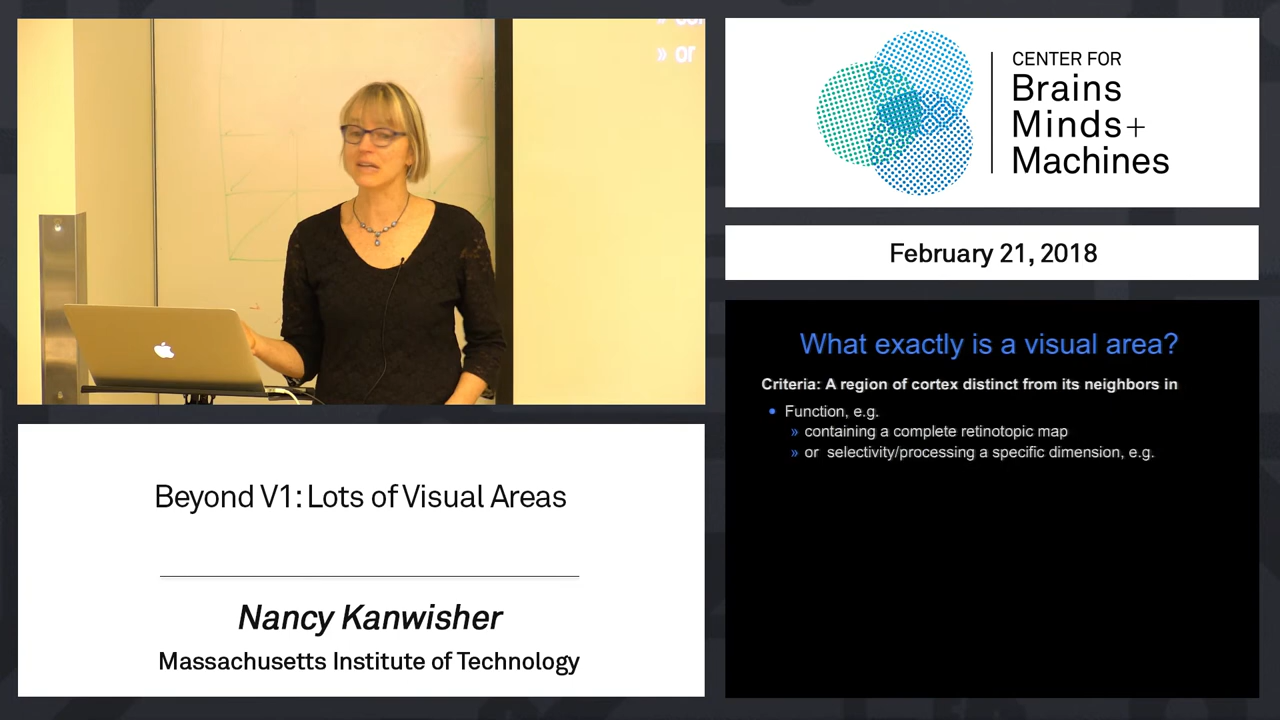 » or
CENTER FOR
Brains
Minds+
Machines
February 21, 2018
What exactly is a visual area?
Criteria: A region of cortex distinct from its neighbors in
• Function, e.g.
» containing a complete retinotopic map
» or selectivity/processing a specific dimension, e.g.
Beyond V1: Lots of Visual Areas
Nancy Kanwisher
Massachusetts Institute of Technology